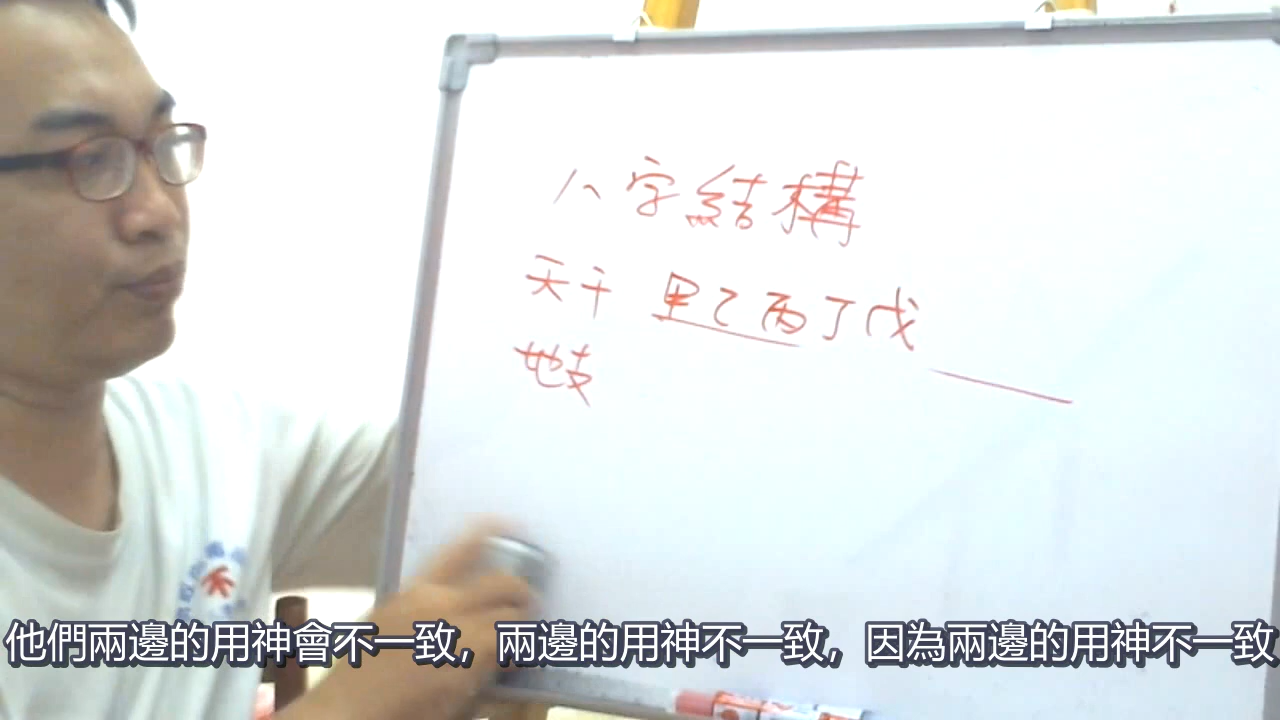 八字結構
天干 里乙丙丁戊
地支
他們兩邊的用神會不一致，兩邊的用神不一致，因為兩邊的用神不一致